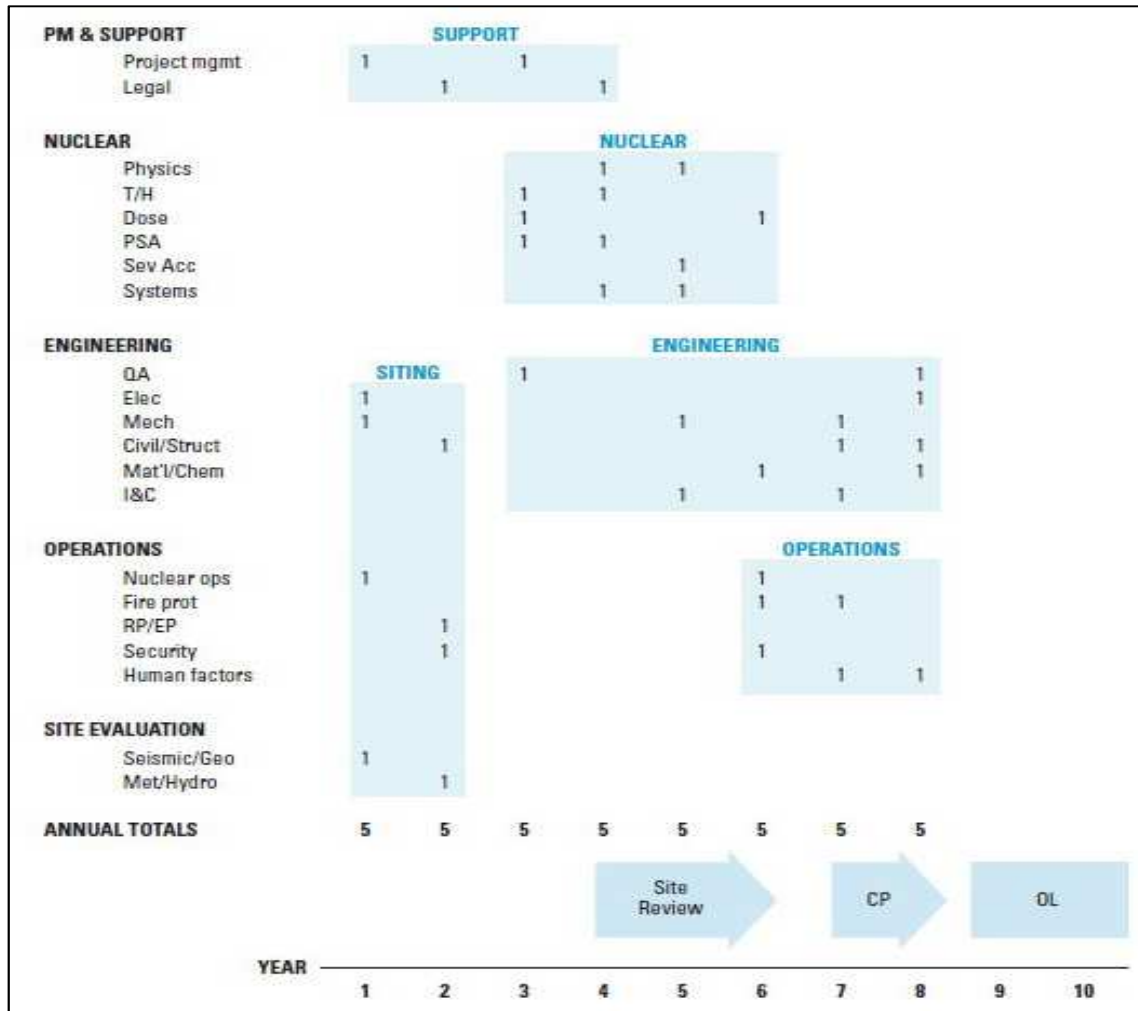 PM & SUPPORT SUPPORT
Project mgmt 1 1
Legal 1 1
NUCLEAR NUCLEAR
Physics 1 1
T/H 1 1
Dose 1 1
PSA 1 1
Sev Acc 1
Systems 1 1
ENGINEERING ENGINEERING
QA SITING 1 1
Elec 1 1
Mech 1 1 1
Civil/Struct 1 1 1
Mat'l/Chem 1 1
I&C 1 1
OPERATIONS OPERATIONS
Nuclear ops 1 1
Fire prot 1 1
RP/EP 1
Security 1 1
Human factors 1 1
SITE EVALUATION
Seismic/Geo 1
Met/Hydro 1
ANNUAL TOTALS 5 5 5 5 5 5 5 5
Site
Review CP OL
YEAR
1 2 3 4 5 6 7 8 9 10